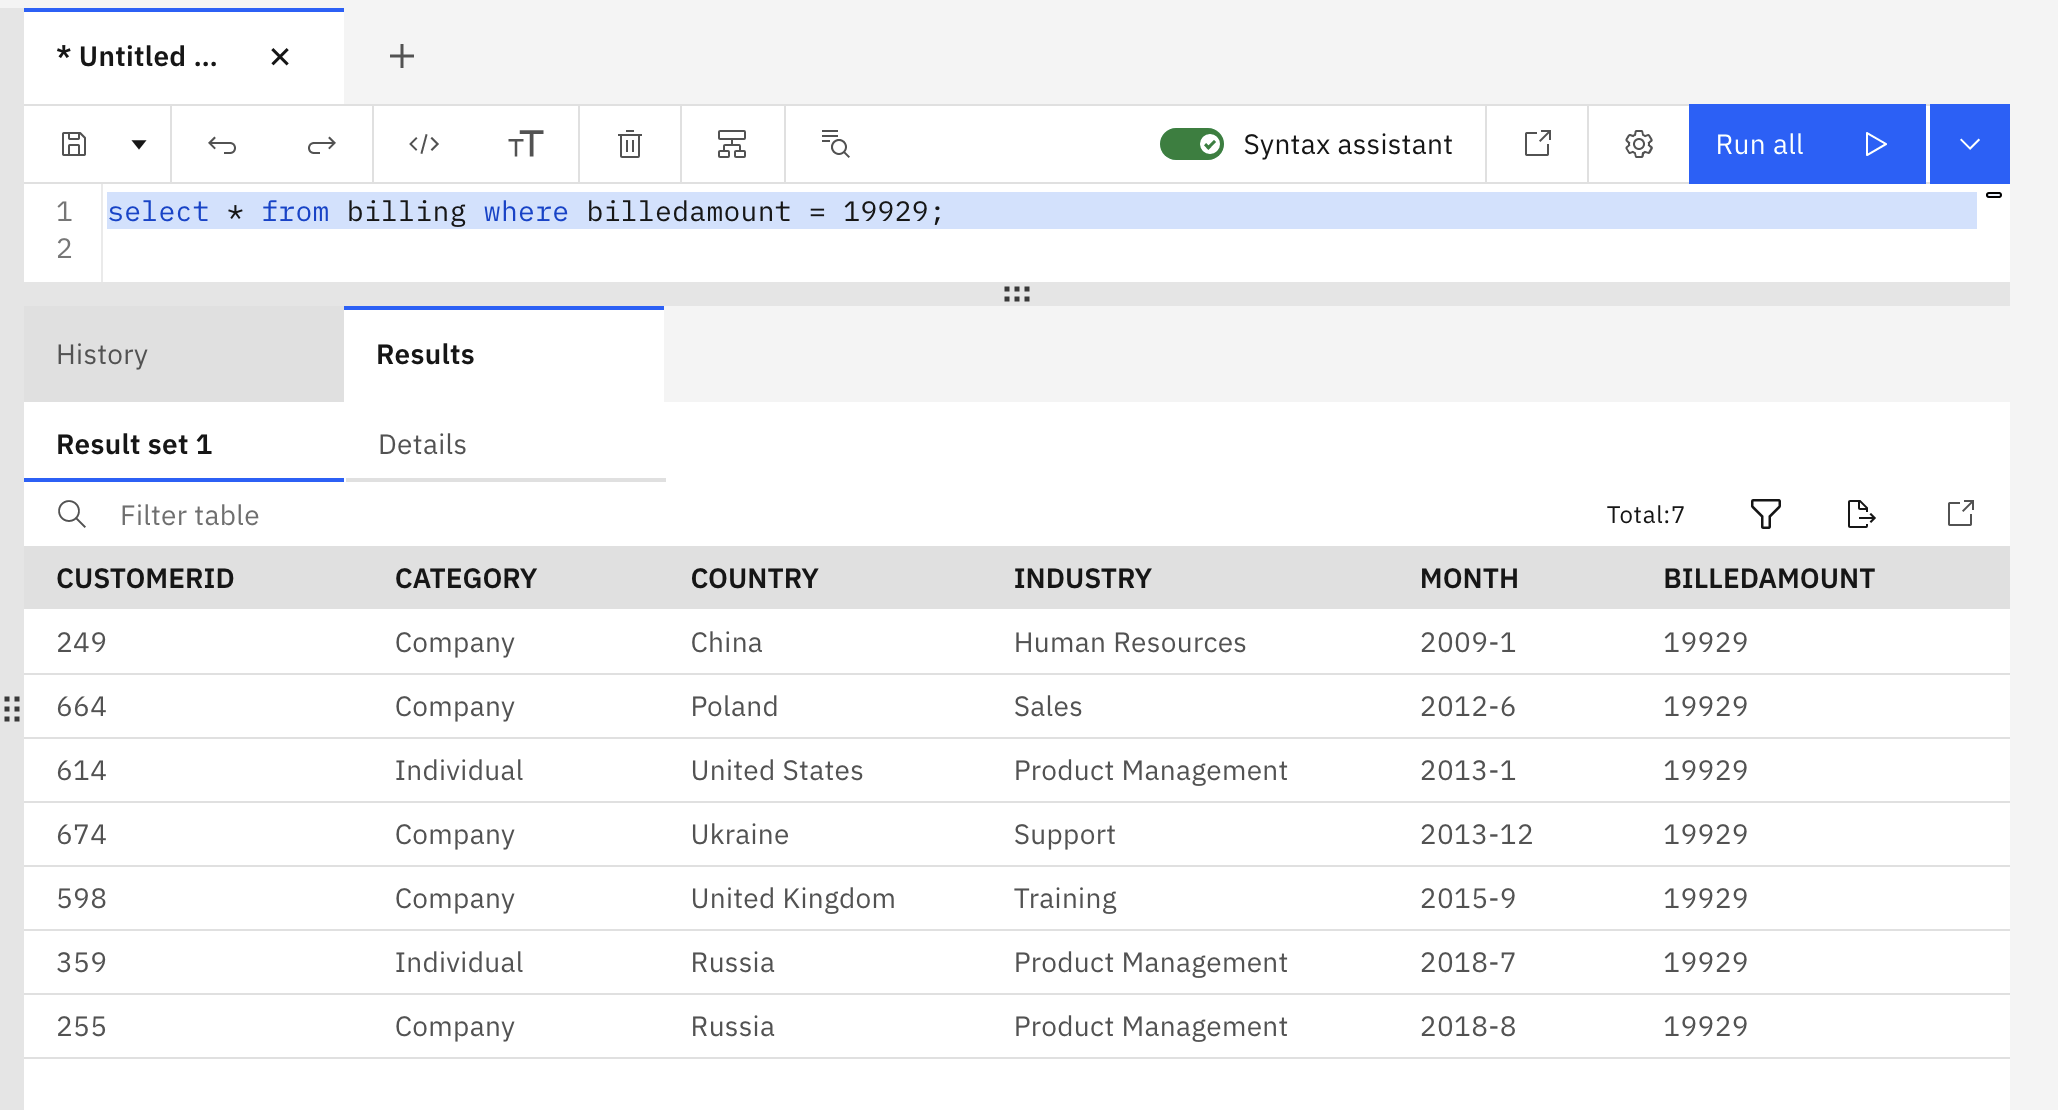 * Untitled ...
Syntax assistant
Run all
1 select * from billing where billedamount = 19929;
2
History
Results
Result set 1
Details
Filter table
Total:7
CUSTOMERID CATEGORY COUNTRY INDUSTRY MONTH BILLEDAMOUNT
249 Company China Human Resources 2009-1 19929
664 Company Poland Sales 2012-6 19929
614 Individual United States Product Management 2013-1 19929
674 Company Ukraine Support 2013-12 19929
598 Company United Kingdom Training 2015-9 19929
359 Individual Russia Product Management 2018-7 19929
255 Company Russia Product Management 2018-8 19929